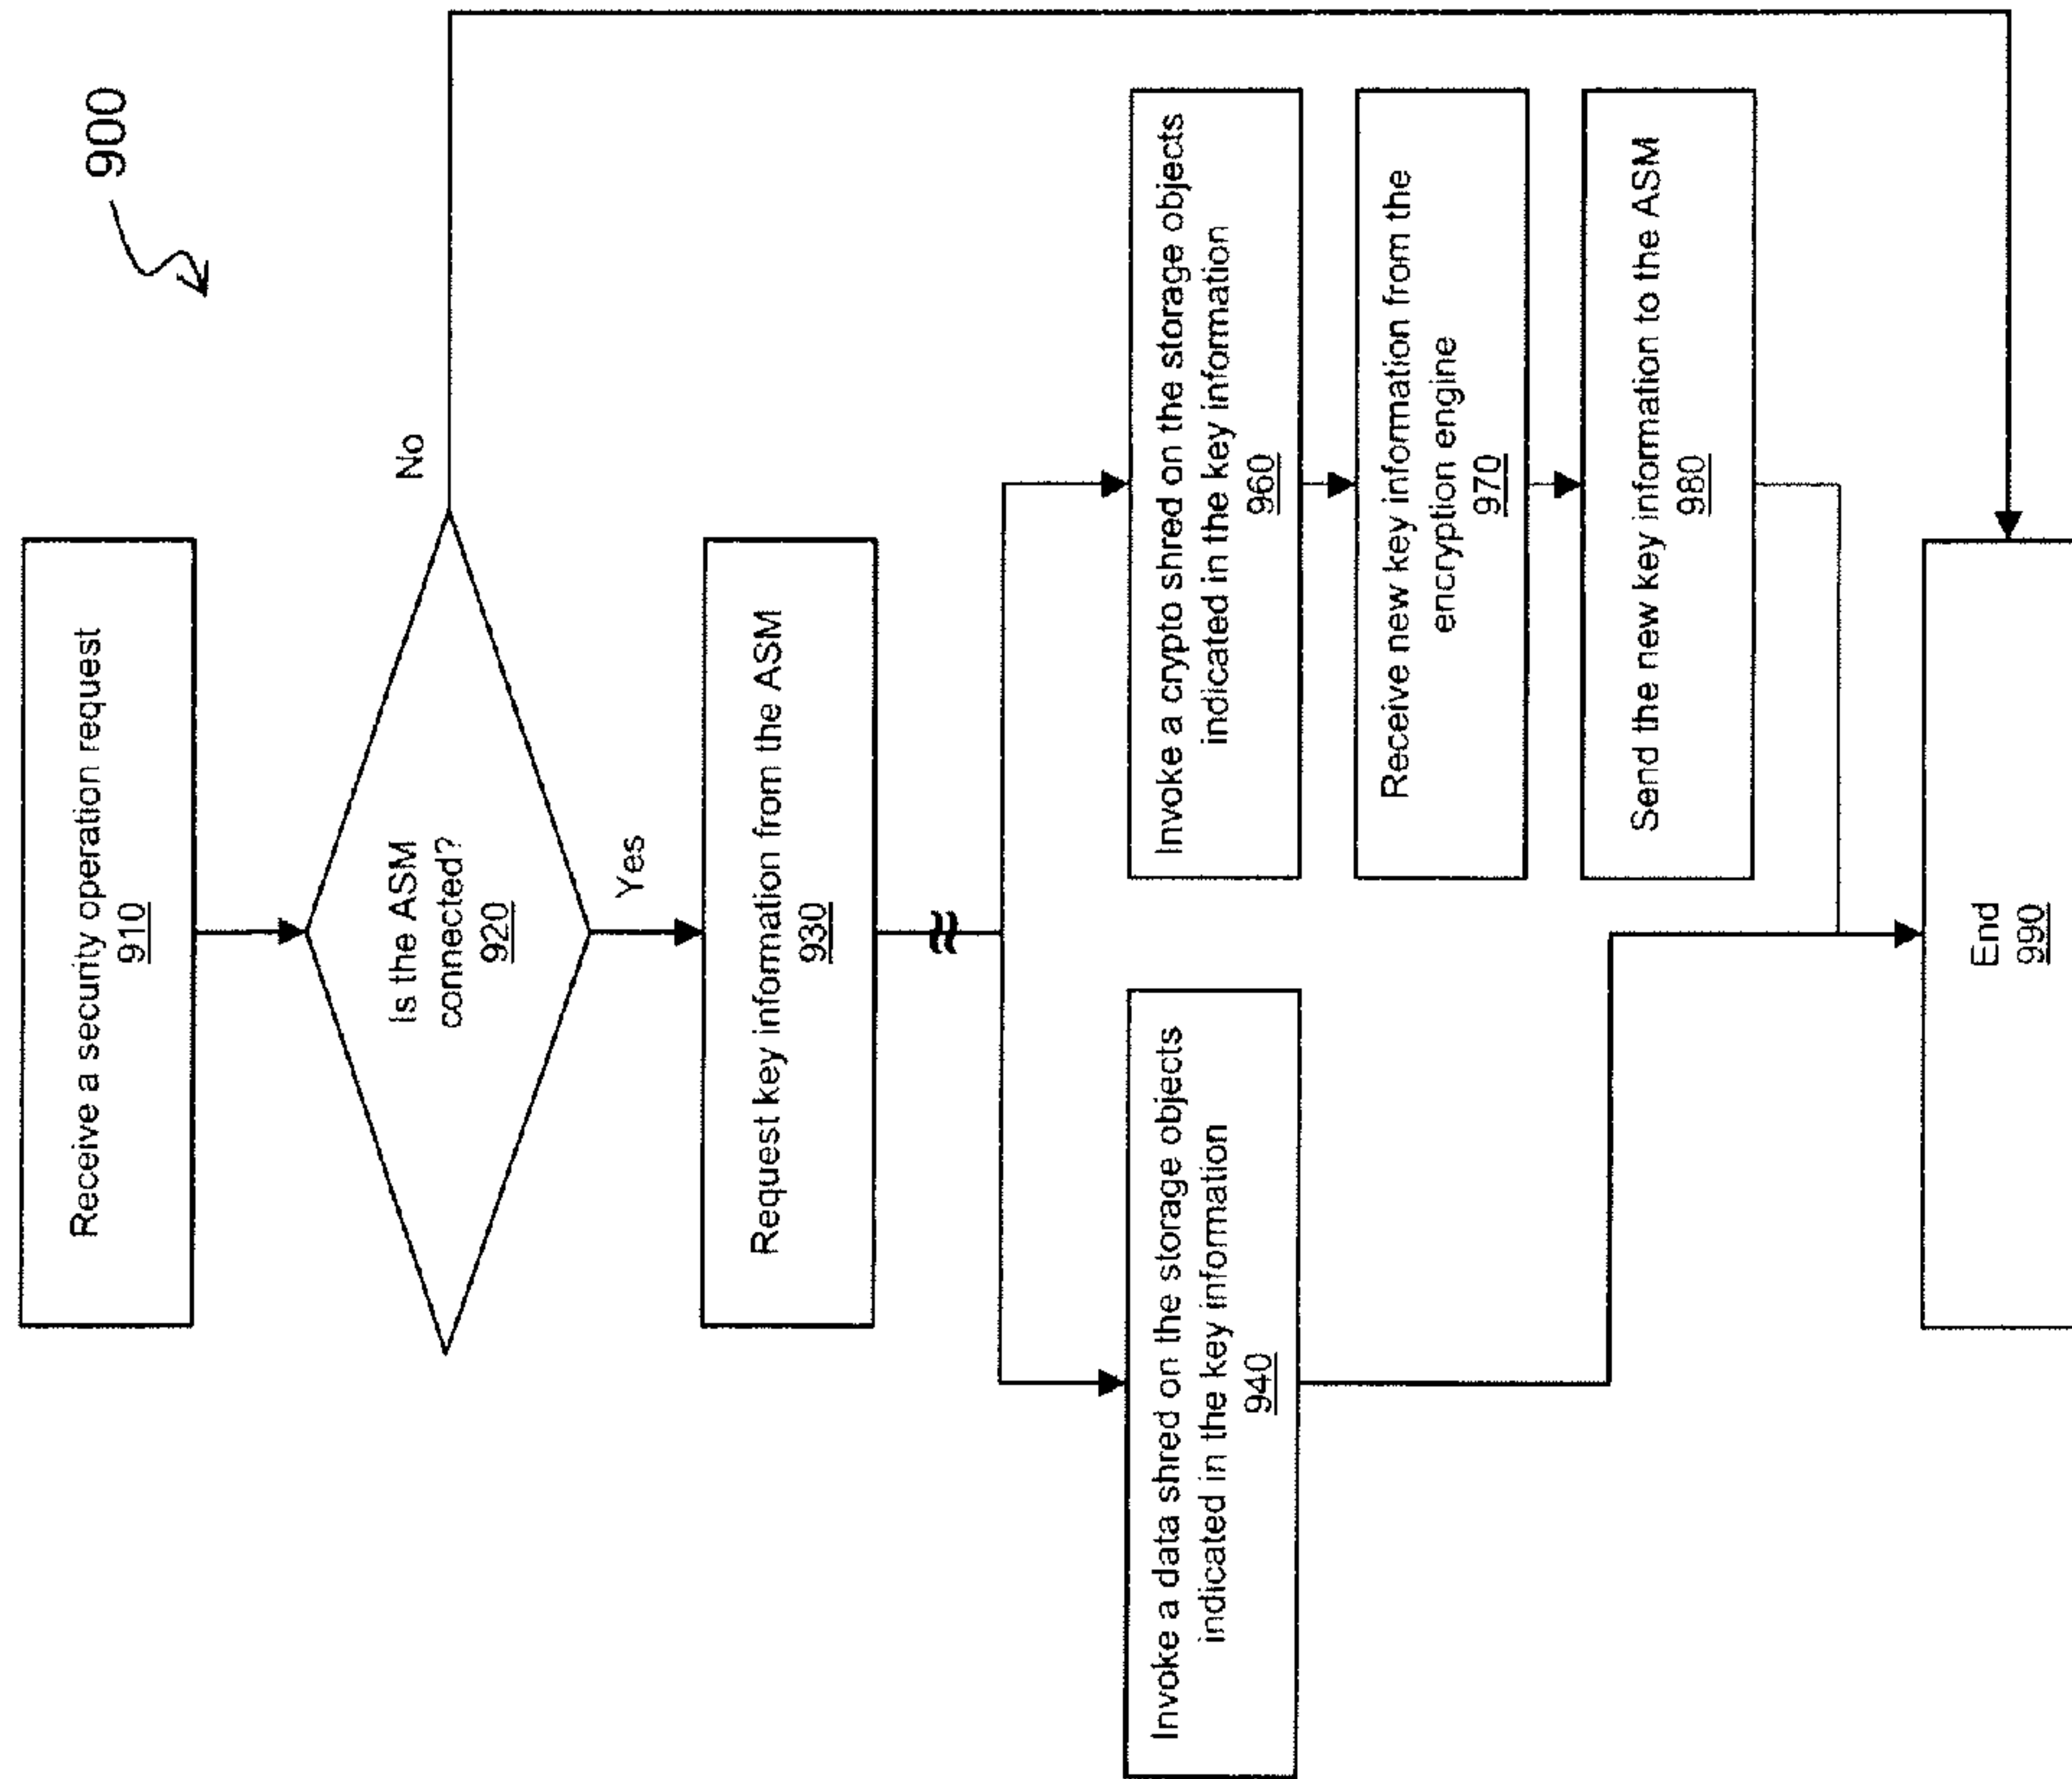 900
Receive a security operation request
910
Is the ASM
connected?
920
No
Yes
Request key information from the ASM
930
Invoke a data shred on the storage objects
indicated in the key information
940
Invoke a crypto shred on the storage objects
indicated in the key information
960
Receive new key information from the
encryption engine
970
Send the new key information to the ASM
980
End
990